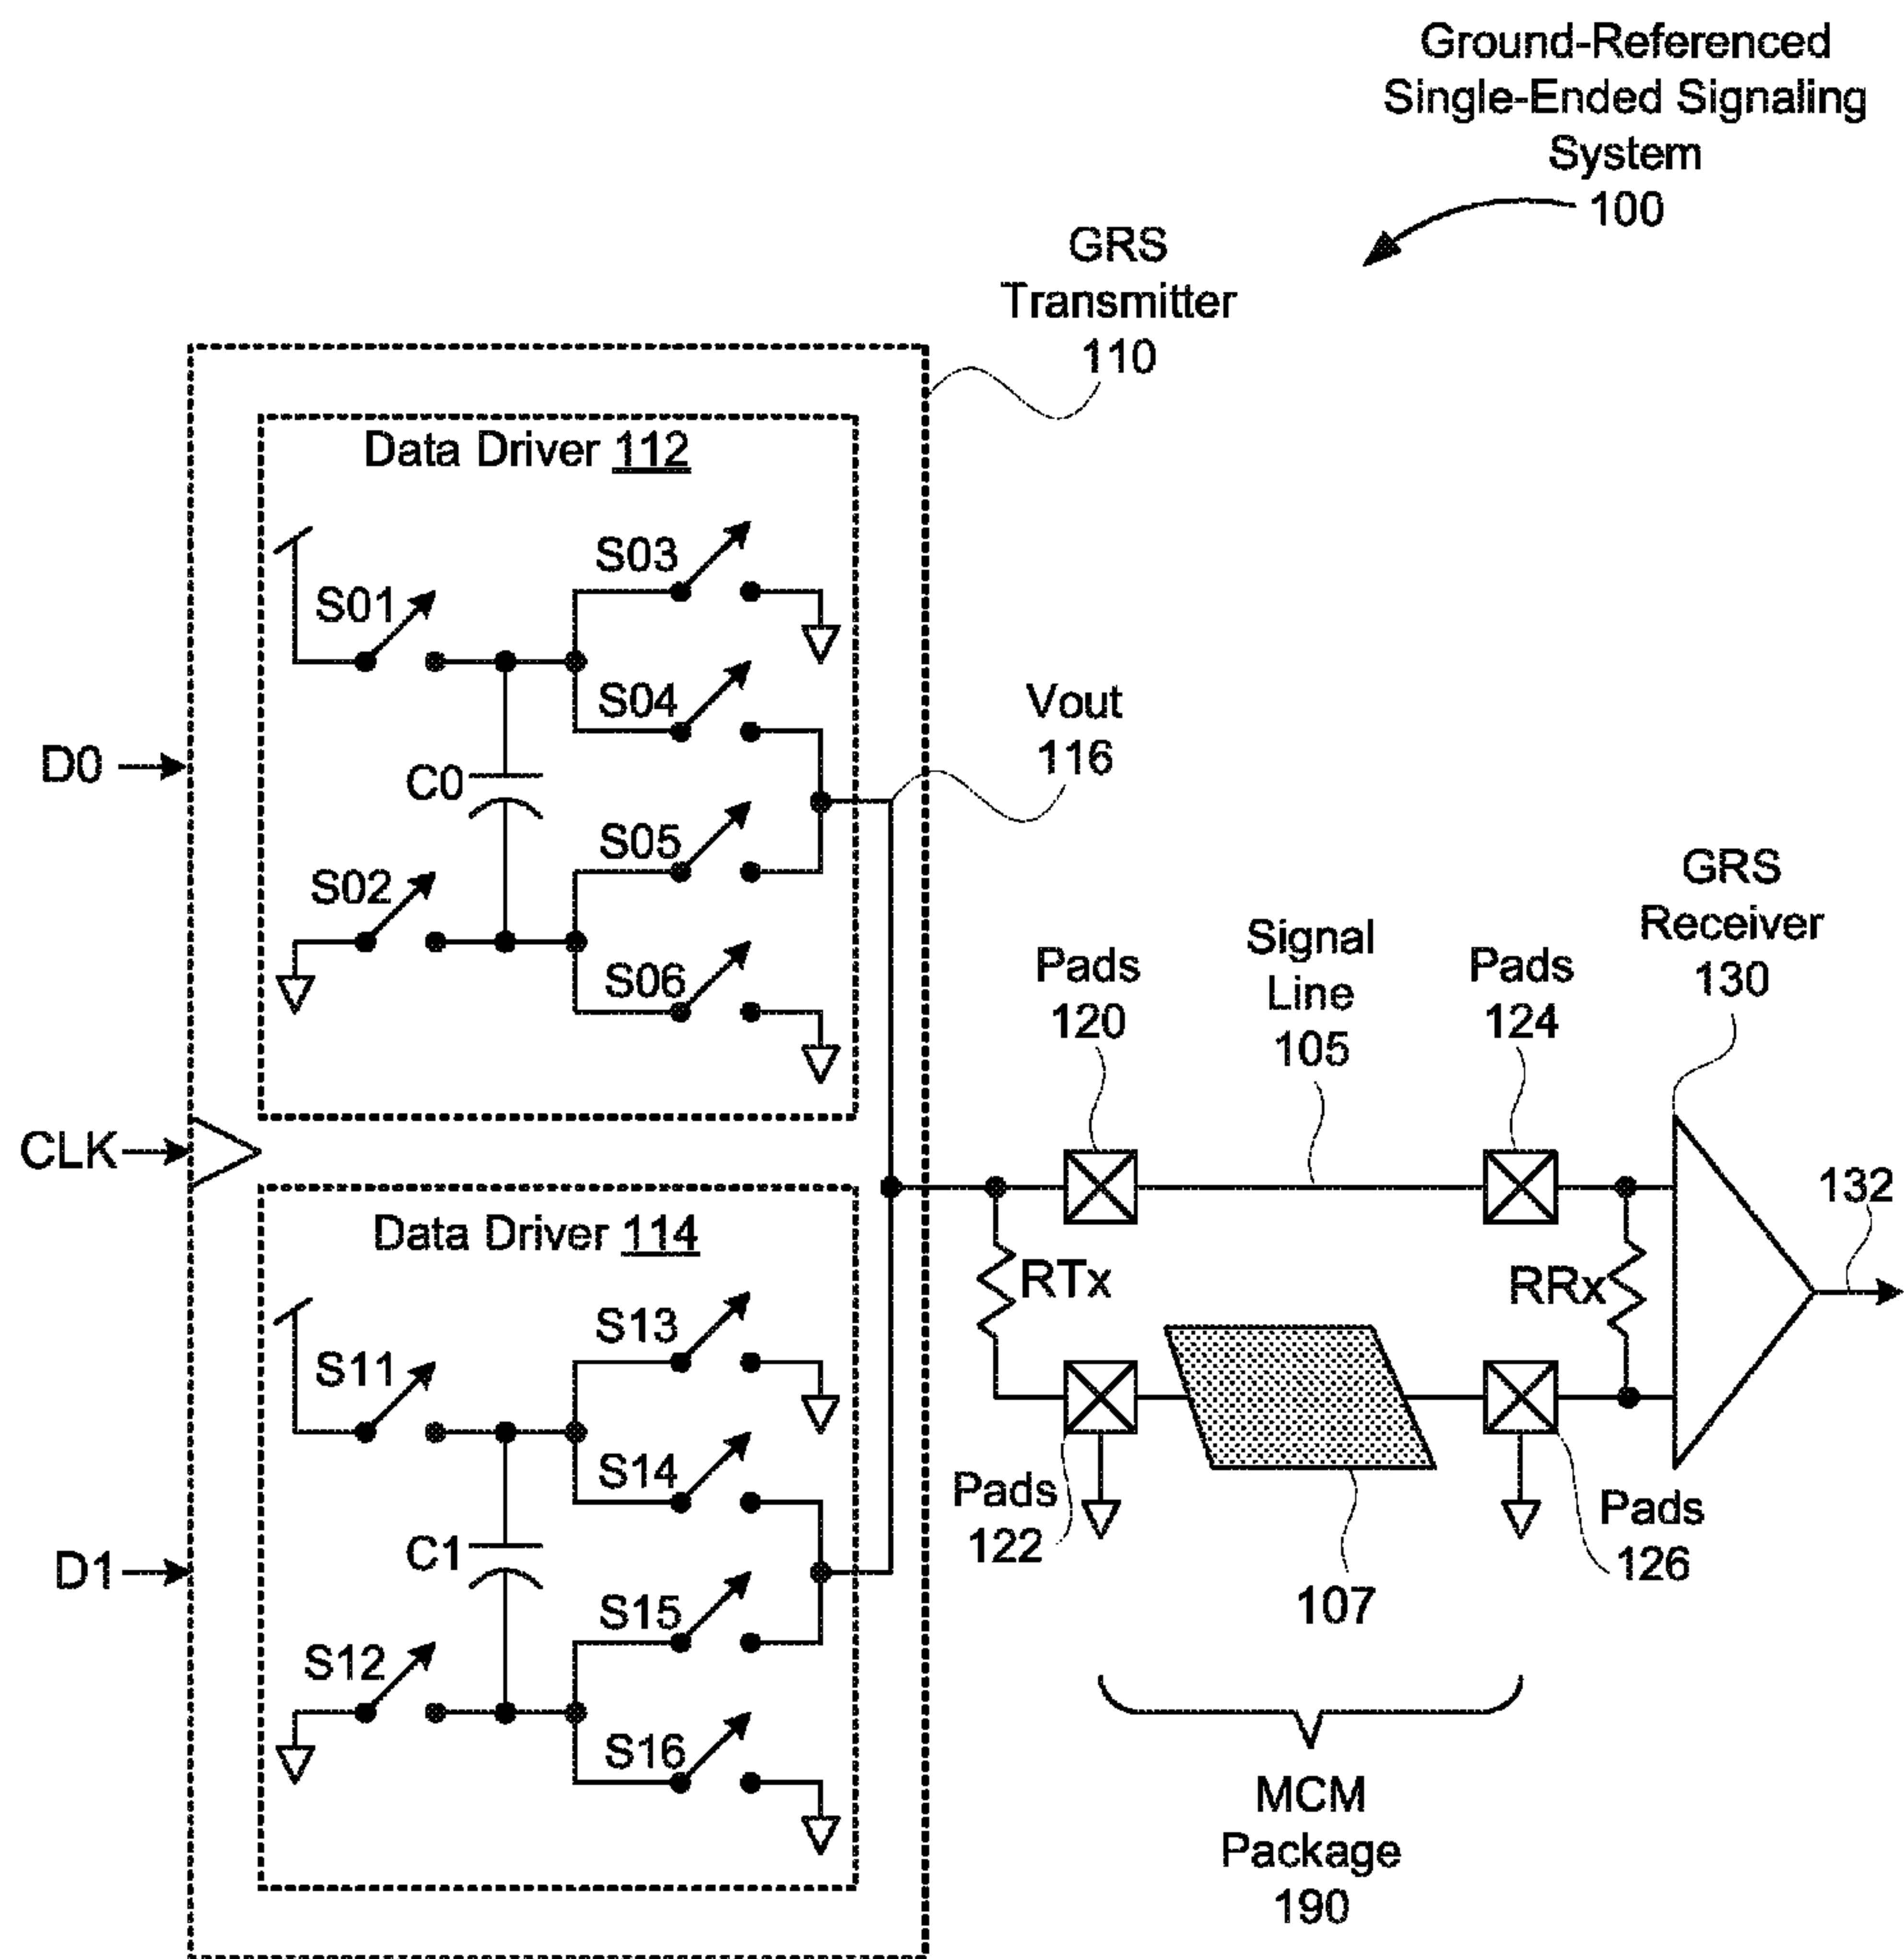 Ground-Referenced
Single-Ended Signaling
System
100
GRS
Transmitter
110
Data Driver 112
S03
S01
S04
Vout
116
D0
C0
S05
S02
S06
GRS
Receiver
130
Pads
120
Signal
Line
105
Pads
124
CLK
132
Data Driver 114
RTx
RRx
S13
S11
S14
Pads
122
Pads
126
D1
C1
S15
107
S12
S16
MCM
Package
190